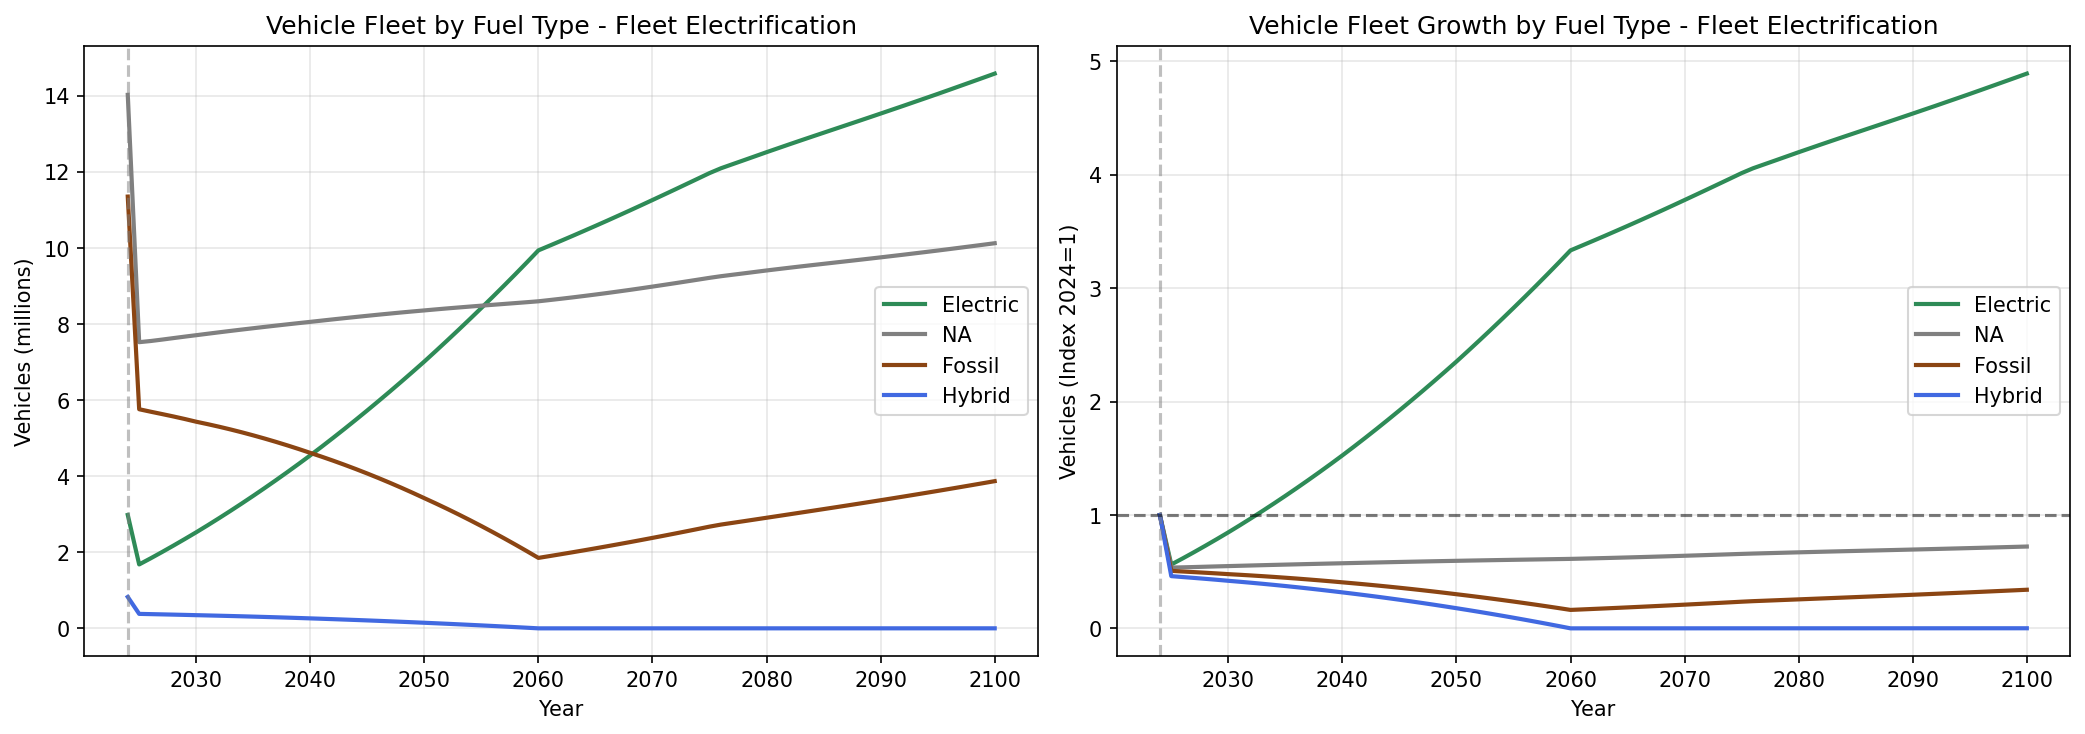 Vehicle Fleet by Fuel Type - Fleet Electrification
Vehicles (millions)
14
12
10
8
6
4
2
0
2030 2040 2050 2060 2070 2080 2090 2100
Year
Electric
NA
Fossil
Hybrid
Vehicle Fleet Growth by Fuel Type - Fleet Electrification
Vehicles (Index 2024=1)
5
4
3
2
1
0
2030 2040 2050 2060 2070 2080 2090 2100
Year
Electric
NA
Fossil
Hybrid